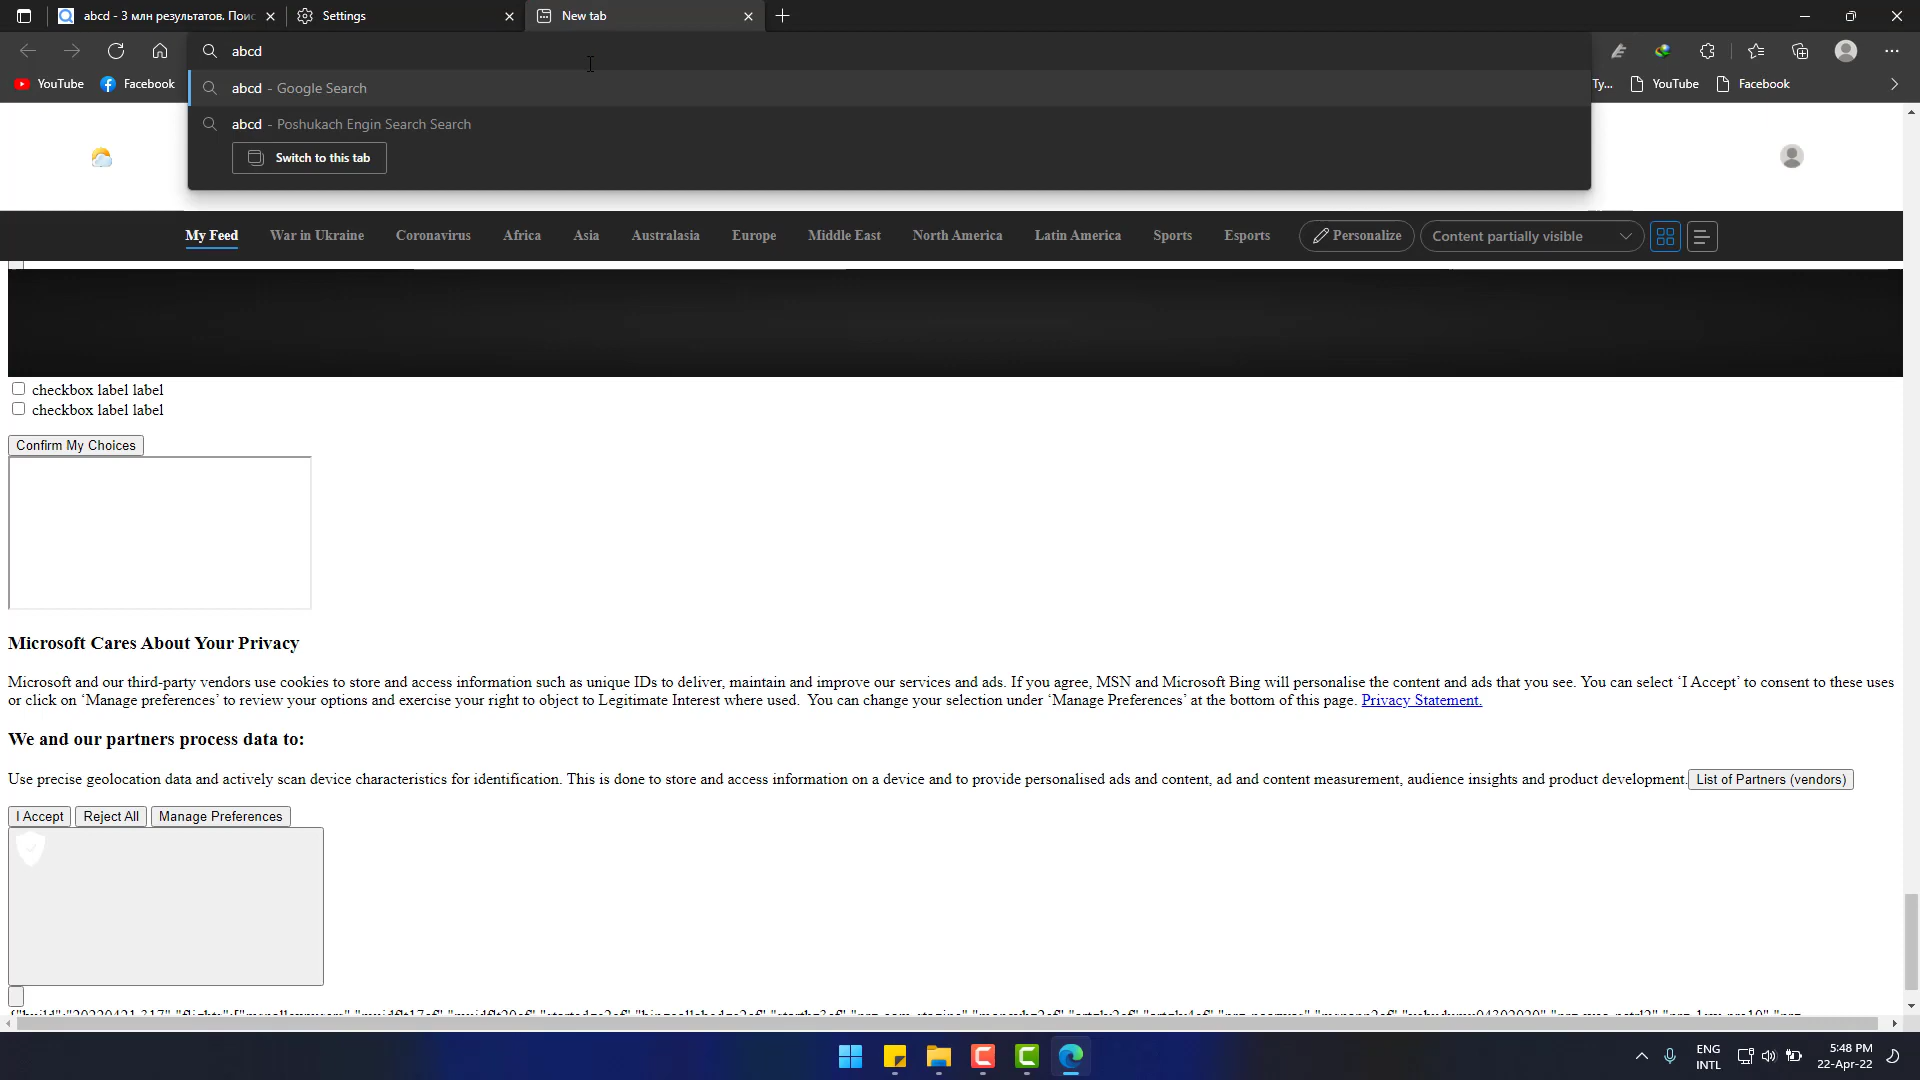 abcd - 3 млн результатов. Поис
Settings
New tab
abcd
YouTube
Facebook
abcd - Google Search
Ty...
YouTube
Facebook
abcd - Poshukach Engin Search Search
Switch to this tab
My Feed
War in Ukraine
Coronavirus
Africa
Asia
Australasia
Europe
Middle East
North America
Latin America
Sports
Esports
Personalize
Content partially visible
checkbox label label
checkbox label label
Confirm My Choices
Microsoft Cares About Your Privacy
Microsoft and our third-party vendors use cookies to store and access information such as unique IDs to deliver, maintain and improve our services and ads. If you agree, MSN and Microsoft Bing will personalise the content and ads that you see. You can select ‘I Accept’ to consent to these uses
or click on ‘Manage preferences’ to review your options and exercise your right to object to Legitimate Interest where used.  You can change your selection under ‘Manage Preferences’ at the bottom of this page. Privacy Statement.
We and our partners process data to:
Use precise geolocation data and actively scan device characteristics for identification. This is done to store and access information on a device and to provide personalised ads and content, ad and content measurement, audience insights and product development.
List of Partners (vendors)
I Accept
Reject All
Manage Preferences
ENG
INTL
5:48 PM
22-Apr-22